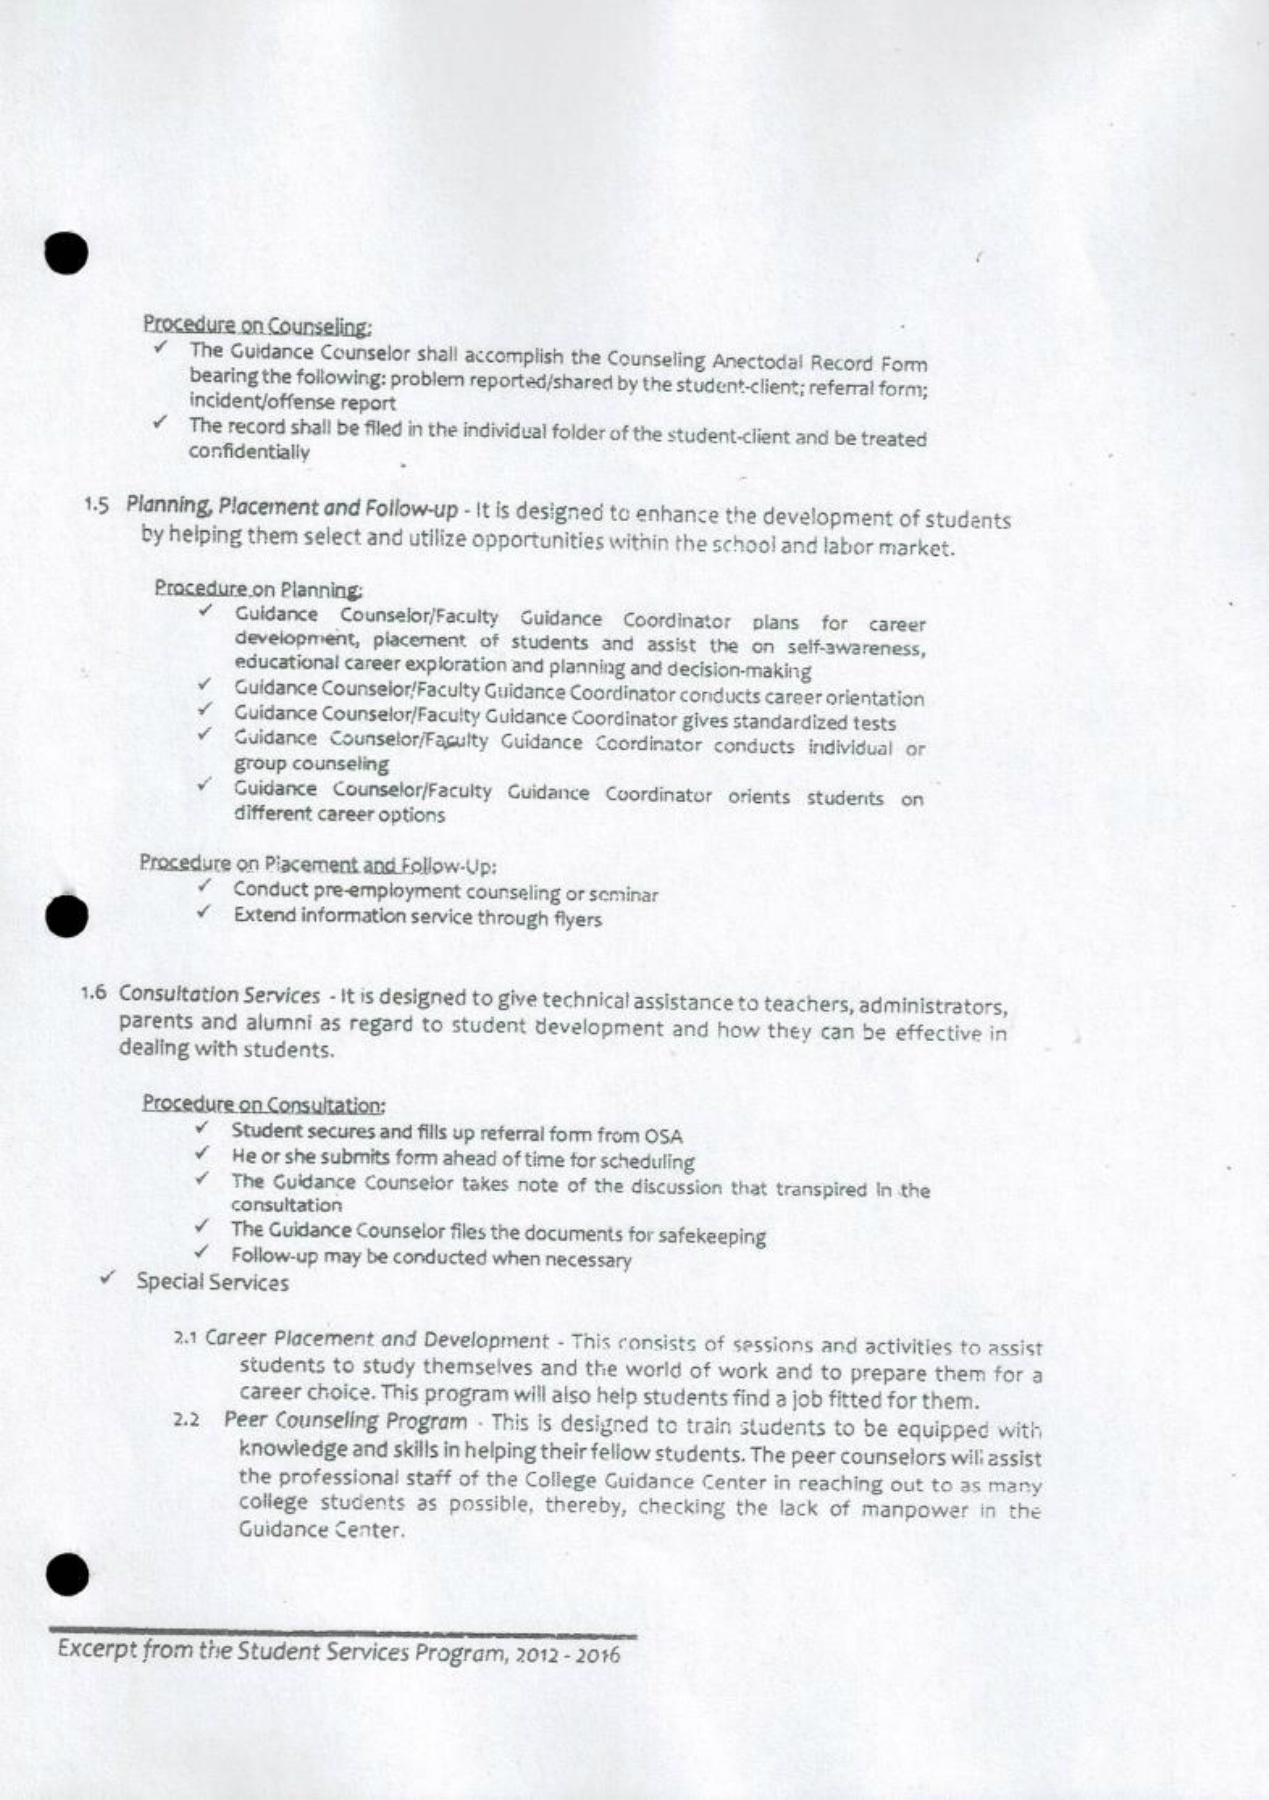 Procedure on Counseling:
✓ The Guidance Counselor shall accomplish the Counseling Anectodal Record Form
bearing the following: problem reported/shared by the student-client; referral form;
incident/offense report
✓ The record shall be filed in the individual folder of the student-client and be treated
confidentially
1.5 Planning, Placement and Follow-up - It is designed to enhance the development of students
by helping them select and utilize opportunities within the school and labor market.
Procedure on Planning:
✓ Guidance Counselor/Faculty Guidance Coordinator plans for career
development, placement of students and assist the on self-awareness,
educational career exploration and planning and decision-making
✓ Guidance Counselor/Faculty Guidance Coordinator conducts career orientation
✓ Guidance Counselor/Faculty Guidance Coordinator gives standardized tests
✓ Guidance Counselor/Faculty Guidance Coordinator conducts individual or
group counseling
✓ Guidance Counselor/Faculty Guidance Coordinator orients students on
different career options
Procedure on Placement and Follow-Up:
✓ Conduct pre-employment counseling or seminar
✓ Extend information service through flyers
1.6 Consultation Services - It is designed to give technical assistance to teachers, administrators,
parents and alumni as regard to student development and how they can be effective in
dealing with students.
Procedure on Consultation:
✓ Student secures and fills up referral form from OSA
✓ He or she submits form ahead of time for scheduling
✓ The Guidance Counselor takes note of the discussion that transpired in the
consultation
✓ The Guidance Counselor files the documents for safekeeping
✓ Follow-up may be conducted when necessary
✓ Special Services
2.1 Career Placement and Development - This consists of sessions and activities to assist
students to study themselves and the world of work and to prepare them for a
career choice. This program will also help students find a job fitted for them.
2.2 Peer Counseling Program - This is designed to train students to be equipped with
knowledge and skills in helping their fellow students. The peer counselors will assist
the professional staff of the College Guidance Center in reaching out to as many
college students as possible, thereby, checking the lack of manpower in the
Guidance Center.
Excerpt from the Student Services Program, 2012 - 2016